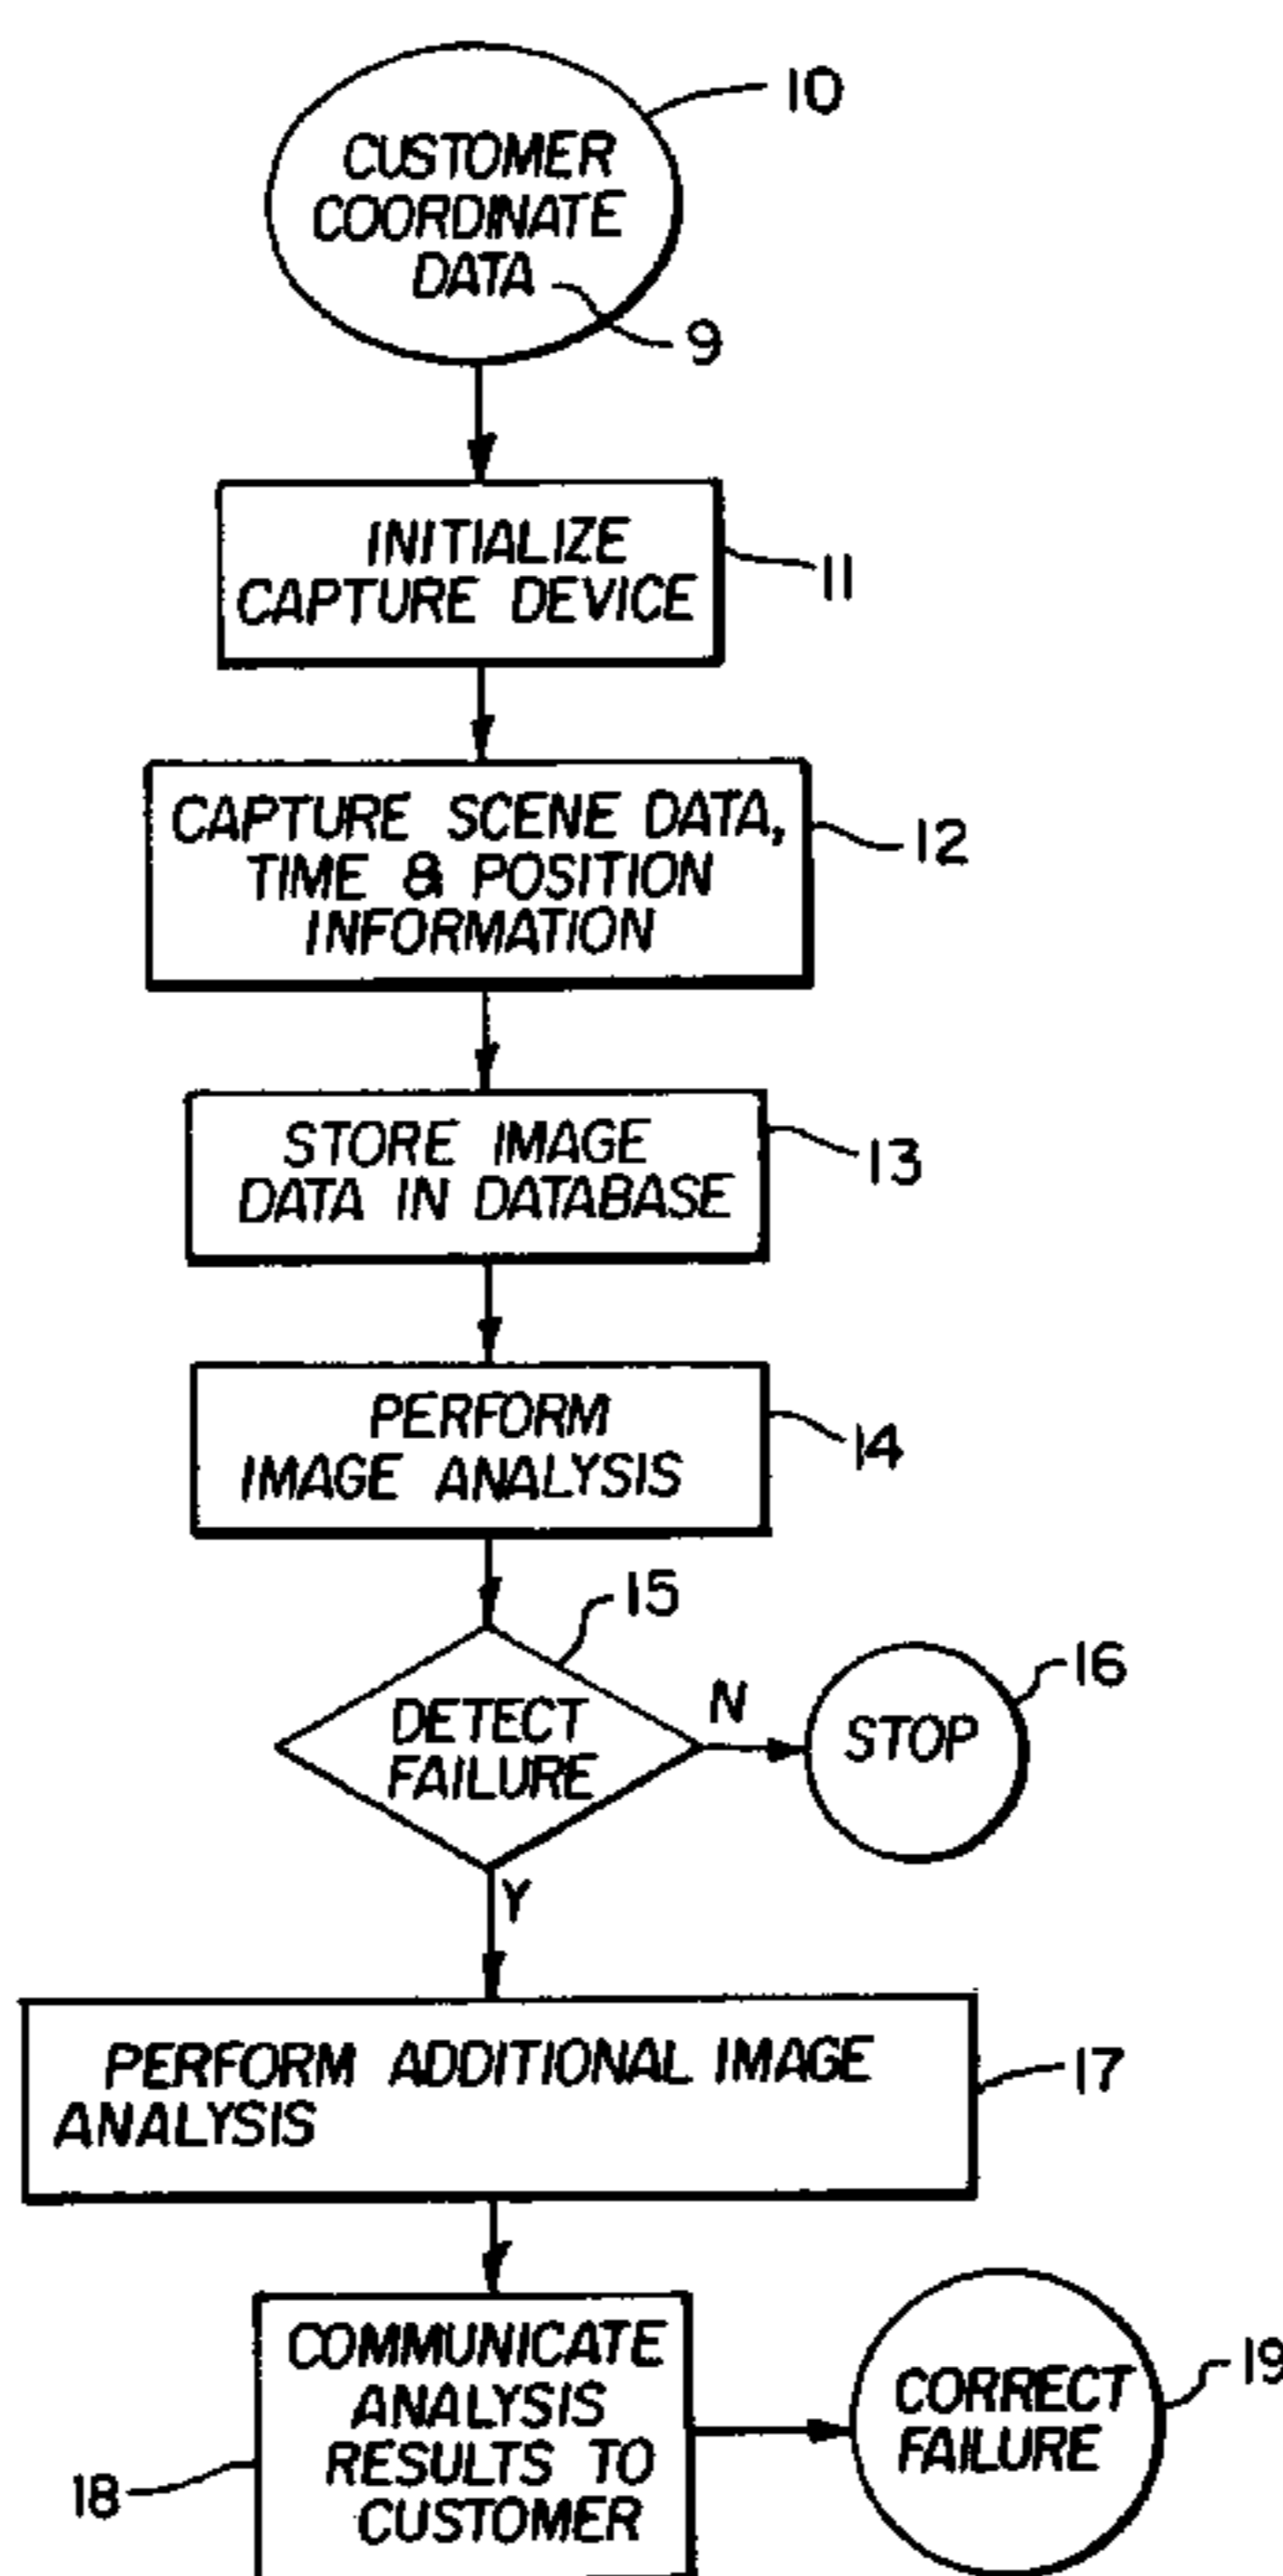 10
CUSTOMER
COORDINATE
DATA
9
INITIALIZE
CAPTURE DEVICE
11
CAPTURE SCENE DATA,
TIME & POSITION
INFORMATION
12
STORE IMAGE
DATA IN DATABASE
13
PERFORM
IMAGE ANALYSIS
14
15
DETECT
FAILURE
N
STOP
16
Y
PERFORM ADDITIONAL IMAGE
ANALYSIS
17
COMMUNICATE
ANALYSIS
RESULTS TO
CUSTOMER
18
CORRECT
FAILURE
19